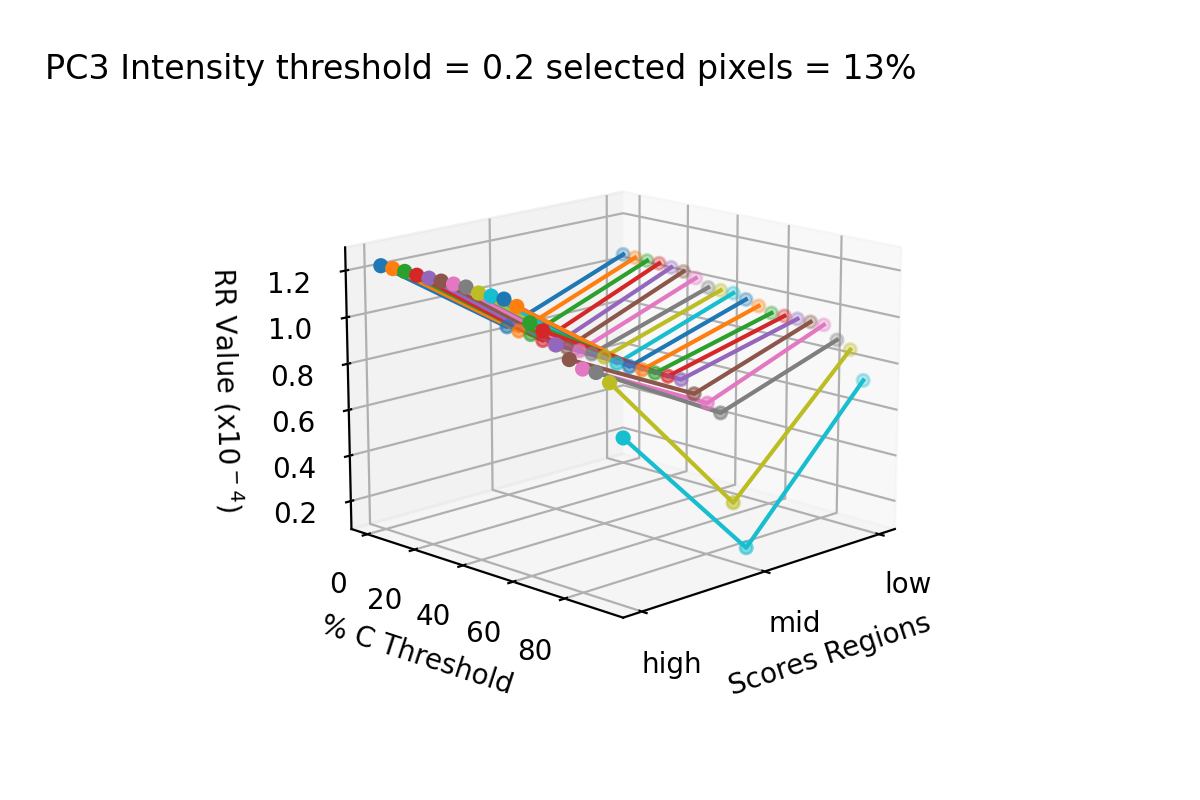 PC3 Intensity threshold = 0.2 selected pixels = 13%
RR Value (x10⁻⁴)
1.2
1.0
0.8
0.6
0.4
0.2
0
20
40
60
80
% C Threshold
high
mid
low
Scores Regions